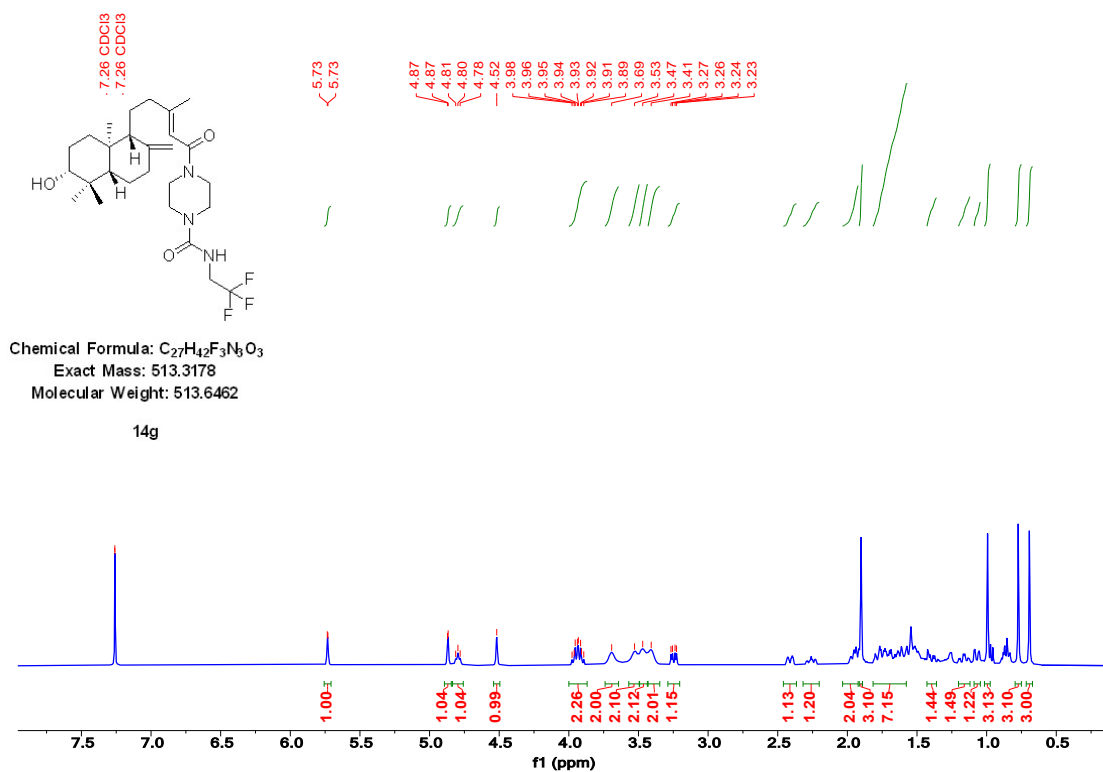 7.26 CDCl3
7.26 CDCl3
5.73
5.73
4.87
4.87
4.81
4.80
4.78
4.52
3.98
3.96
3.95
3.94
3.93
3.92
3.91
3.89
3.69
3.53
3.47
3.41
3.27
3.26
3.24
3.23
HO
H
H
O
N
N
O
NH
F
F
F
Chemical Formula: C₂₇H₄₂F₃N₃O₃
Exact Mass: 513.3178
Molecular Weight: 513.6462
14g
1.00
1.04
1.04
0.99
2.26
2.00
2.10
2.12
2.01
1.15
1.13
1.20
2.04
3.10
7.15
1.44
1.49
1.22
3.13
3.10
3.00
7.5 7.0 6.5 6.0 5.5 5.0 4.5 4.0 3.5 3.0 2.5 2.0 1.5 1.0 0.5
f1 (ppm)